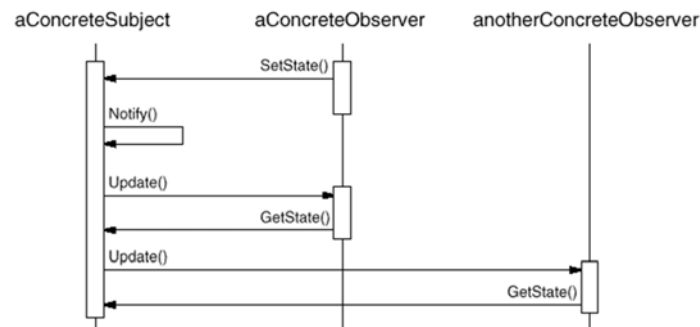 aConcreteSubject aConcreteObserver anotherConcreteObserver
SetState()
Notify()
Update()
GetState()
Update()
GetState()